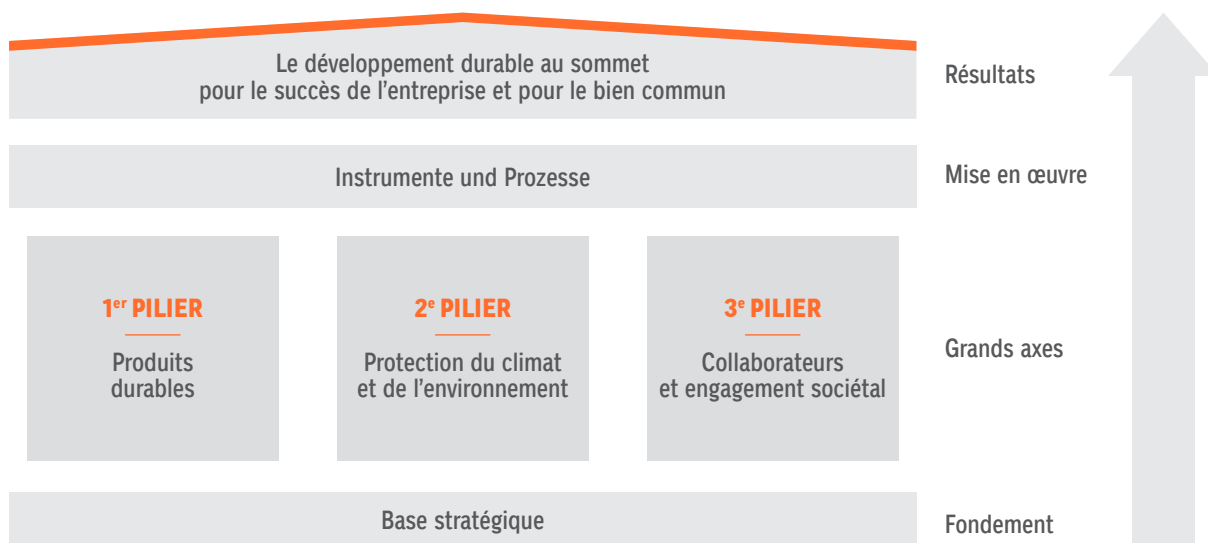 Le développement durable au sommet
pour le succès de l’entreprise et pour le bien commun
Résultats
Instrumente und Prozesse
Mise en œuvre
1er PILIER
Produits
durables
2e PILIER
Protection du climat
et de l’environnement
3e PILIER
Collaborateurs
et engagement sociétal
Grands axes
Base stratégique
Fondement